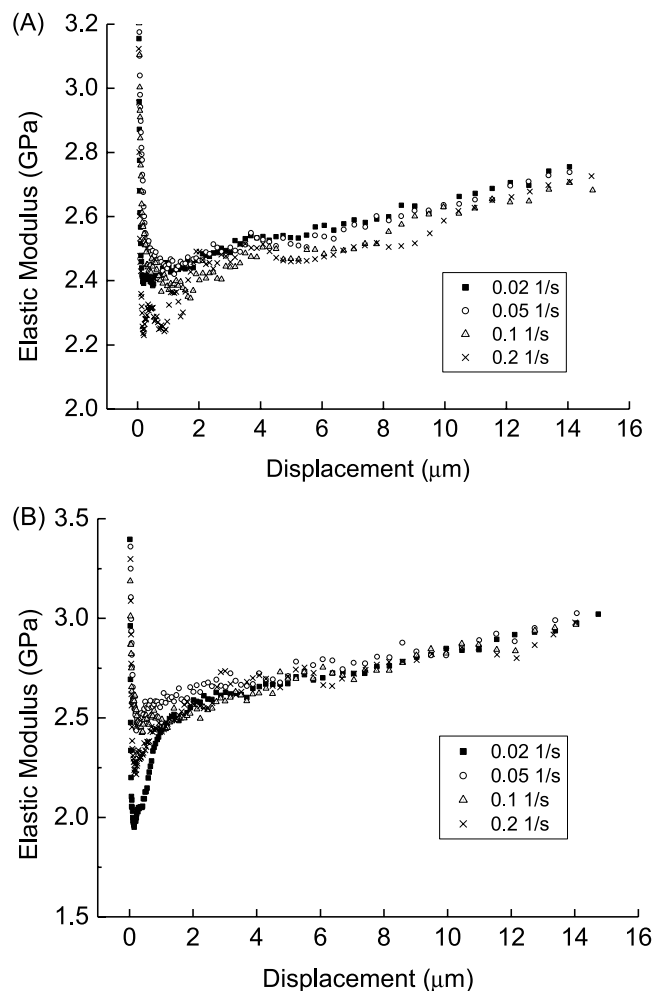 (A)
3.2
3.0
2.8
2.6
2.4
2.2
2.0
Elastic Modulus (GPa)
0.02 1/s
0.05 1/s
0.1 1/s
0.2 1/s
0 2 4 6 8 10 12 14 16
Displacement (μm)
(B)
3.5
3.0
2.5
2.0
1.5
Elastic Modulus (GPa)
0.02 1/s
0.05 1/s
0.1 1/s
0.2 1/s
0 2 4 6 8 10 12 14 16
Displacement (μm)